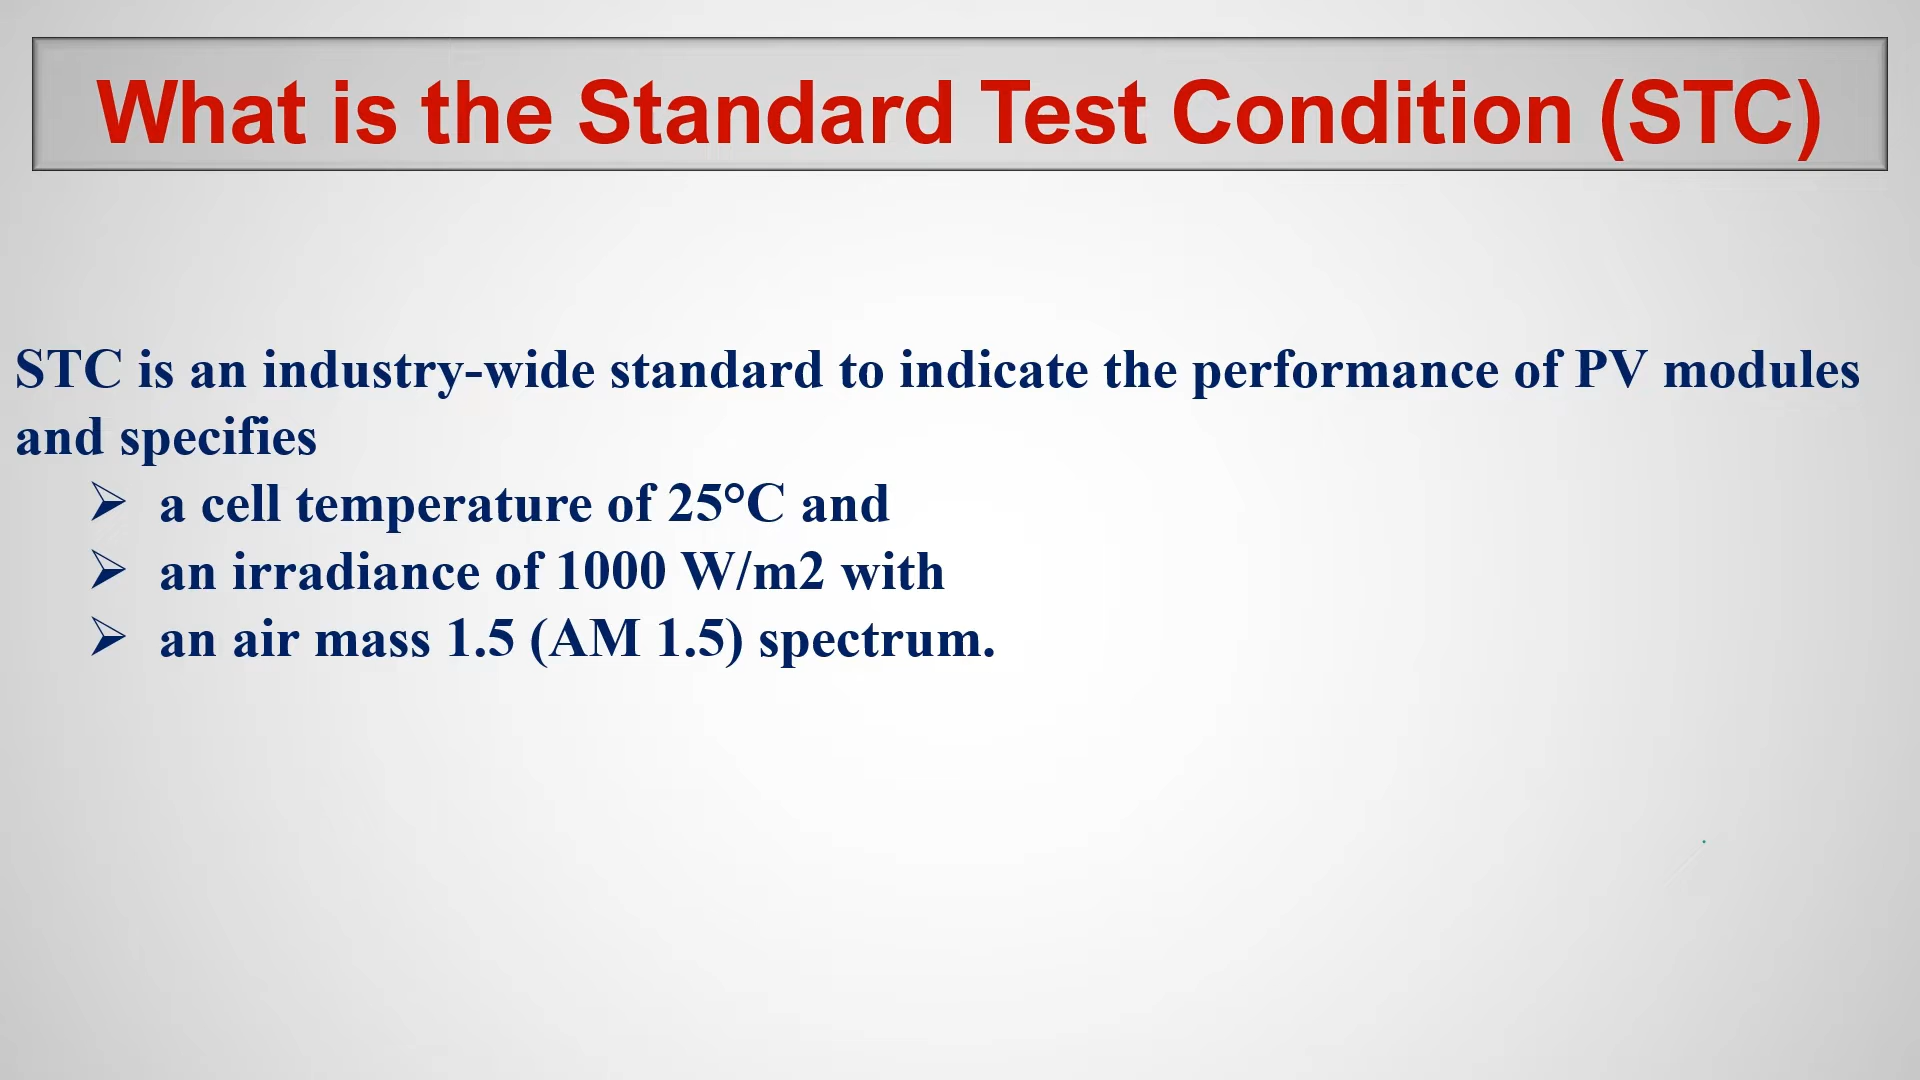 What is the Standard Test Condition (STC)
STC is an industry-wide standard to indicate the performance of PV modules
and specifies
➢ a cell temperature of 25°C and
➢ an irradiance of 1000 W/m2 with
➢ an air mass 1.5 (AM 1.5) spectrum.